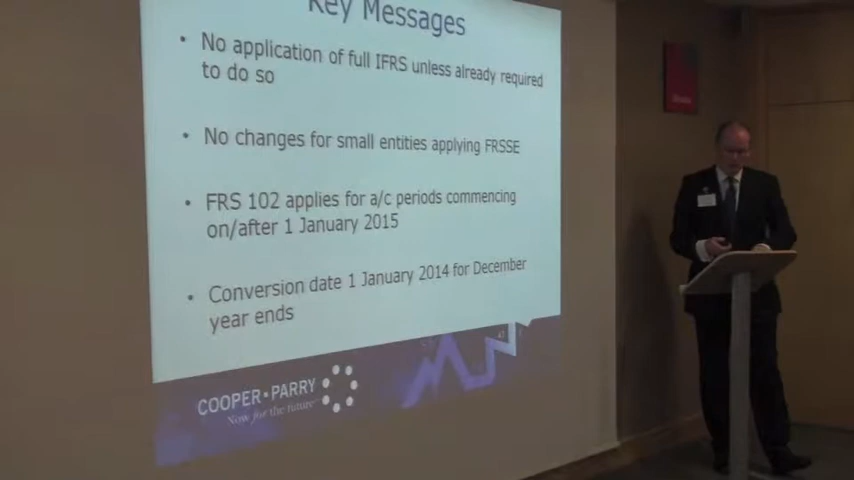 Key Messages
• No application of full IFRS unless already required
to do so
• No changes for small entities applying FRSSE
• FRS 102 applies for a/c periods commencing
on/after 1 January 2015
• Conversion date 1 January 2014 for December
year ends
COOPER•PARRY
Now for the future